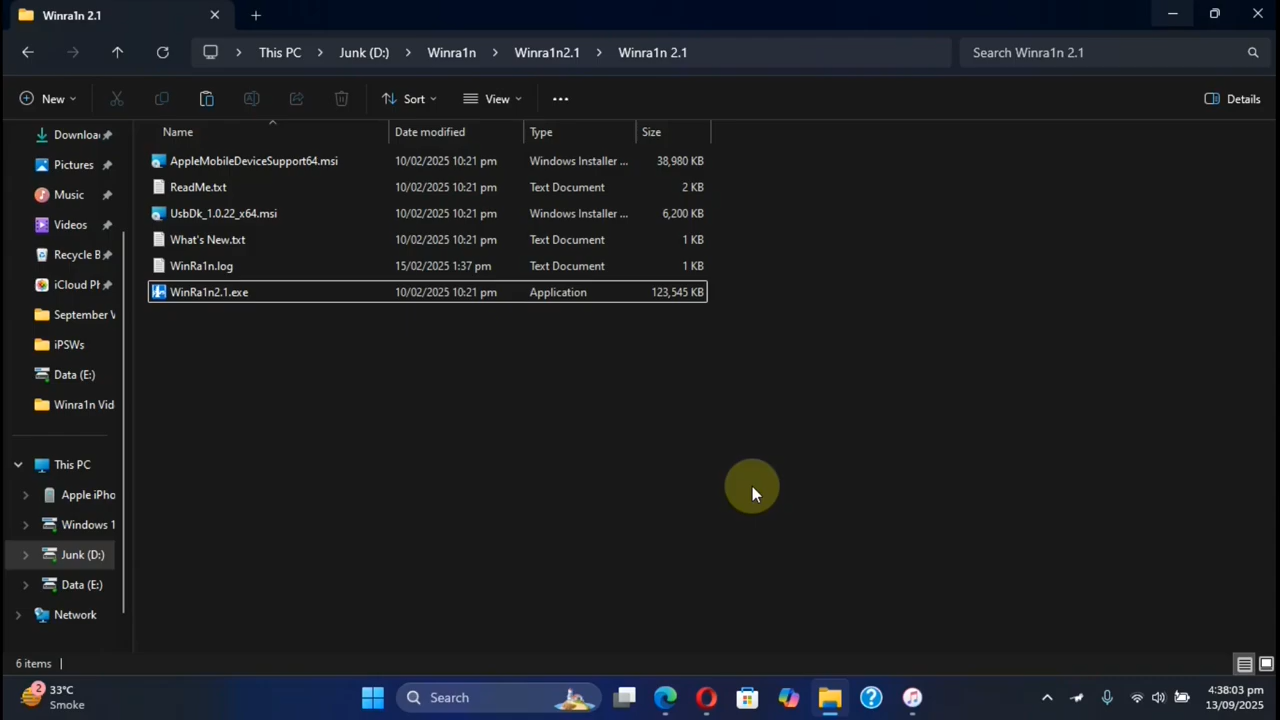 Winra1n 2.1
This PC
Junk (D:)
Winra1n
Winra1n2.1
Winra1n 2.1
Search Winra1n 2.1
New
Sort
View
Details
Name
Date modified
Type
Size
AppleMobileDeviceSupport64.msi 10/02/2025 10:21 pm Windows Installer ... 38,980 KB
ReadMe.txt 10/02/2025 10:21 pm Text Document 2 KB
UsbDk_1.0.22_x64.msi 10/02/2025 10:21 pm Windows Installer ... 6,200 KB
What's New.txt 10/02/2025 10:21 pm Text Document 1 KB
WinRa1n.log 15/02/2025 1:37 pm Text Document 1 KB
WinRa1n2.1.exe 10/02/2025 10:21 pm Application 123,545 KB
Downloa
Pictures
Music
Videos
Recycle B
iCloud Ph
September V
iPSWs
Data (E:)
Winra1n Vid
This PC
Apple iPho
Windows 1
Junk (D:)
Data (E:)
Network
6 items
2
33°C
Smoke
Search
4:38:03 pm
13/09/2025